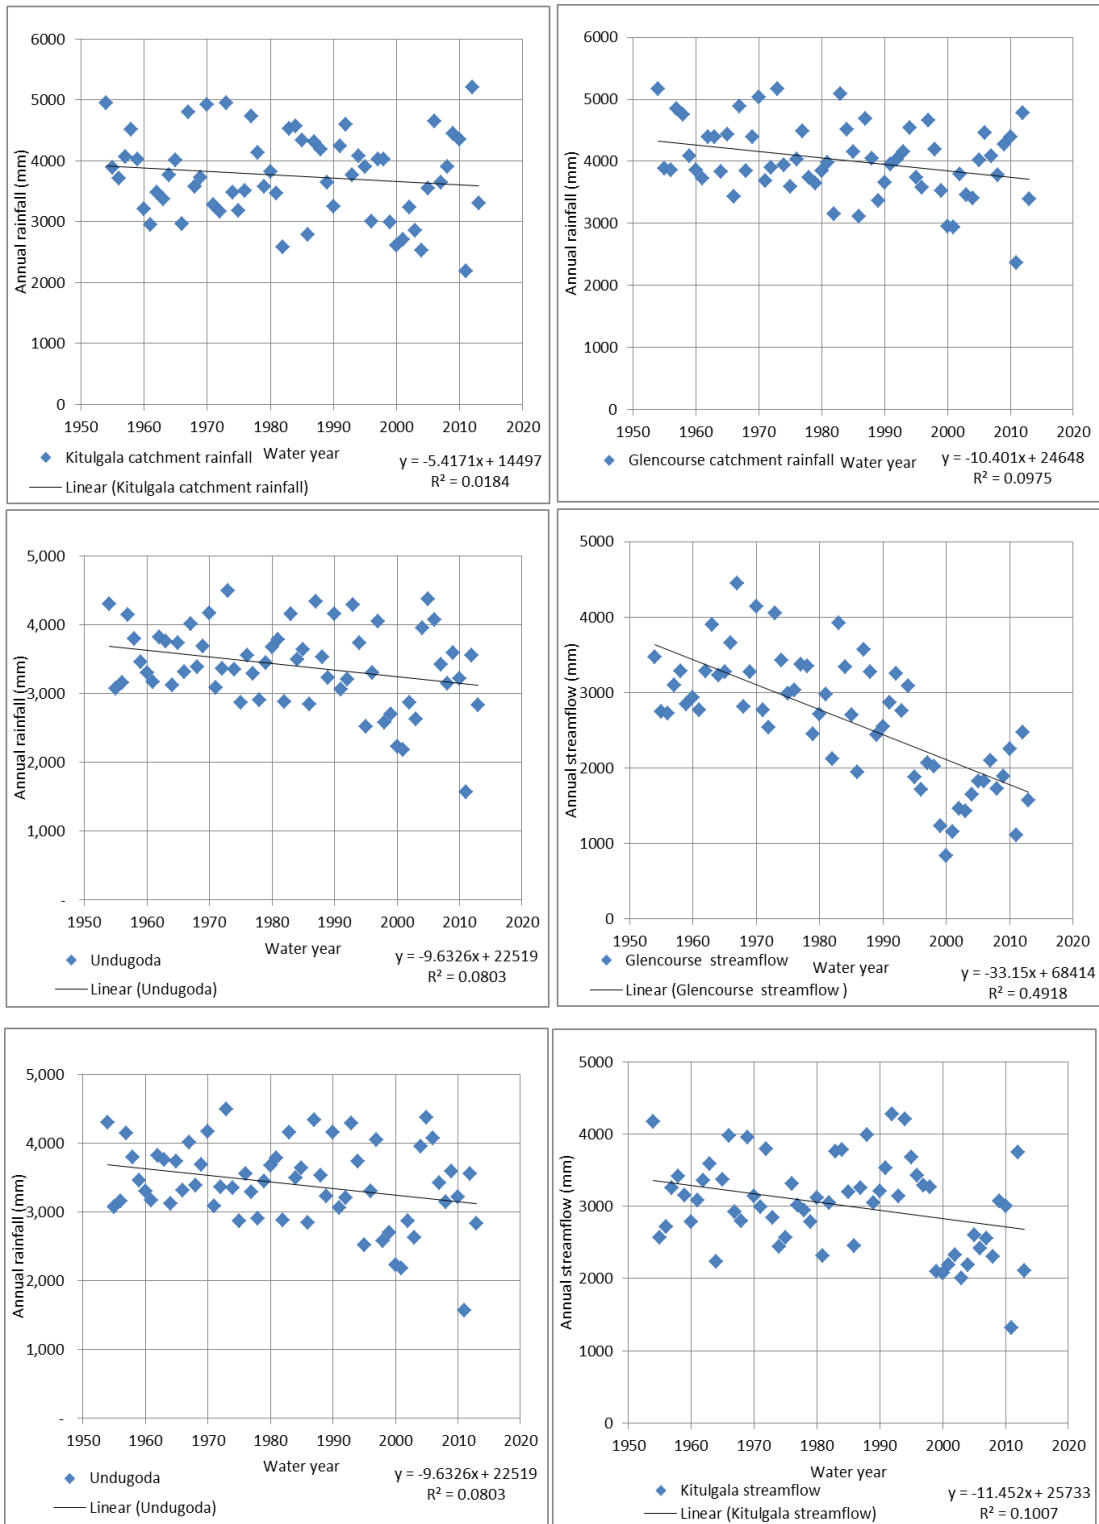 6000
5000
4000
3000
2000
1000
0
Annual rainfall (mm)
1950 1960 1970 1980 1990 2000 2010 2020
Water year
Kitulgala catchment rainfall
Linear (Kitulgala catchment rainfall)
y = -5.4171x + 14497
R² = 0.0184
6000
5000
4000
3000
2000
1000
0
Annual rainfall (mm)
1950 1960 1970 1980 1990 2000 2010 2020
Glencourse catchment rainfall
Water year
y = -10.401x + 24648
R² = 0.0975
5,000
4,000
3,000
2,000
1,000
-
Annual rainfall (mm)
1950 1960 1970 1980 1990 2000 2010 2020
Water year
Undugoda
Linear (Undugoda)
y = -9.6326x + 22519
R² = 0.0803
5000
4000
3000
2000
1000
0
Annual streamflow (mm)
1950 1960 1970 1980 1990 2000 2010 2020
Water year
Glencourse streamflow
Linear (Glencourse streamflow )
y = -33.15x + 68414
R² = 0.4918
5,000
4,000
3,000
2,000
1,000
-
Annual rainfall (mm)
1950 1960 1970 1980 1990 2000 2010 2020
Water year
Undugoda
Linear (Undugoda)
y = -9.6326x + 22519
R² = 0.0803
5000
4000
3000
2000
1000
0
Annual streamflow (mm)
1950 1960 1970 1980 1990 2000 2010 2020
Water year
Kitulgala streamflow
Linear (Kitulgala streamflow)
y = -11.452x + 25733
R² = 0.1007